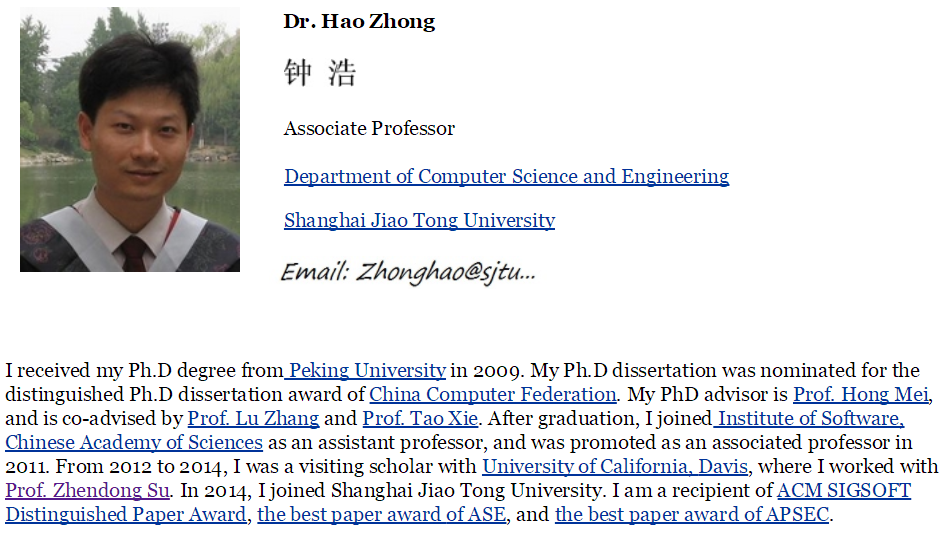 Dr. Hao Zhong
钟 浩
Associate Professor
Department of Computer Science and Engineering
Shanghai Jiao Tong University
Email: Zhonghao@sjtu...
I received my Ph.D degree from Peking University in 2009. My Ph.D dissertation was nominated for the
distinguished Ph.D dissertation award of China Computer Federation. My PhD advisor is Prof. Hong Mei,
and is co-advised by Prof. Lu Zhang and Prof. Tao Xie. After graduation, I joined Institute of Software,
Chinese Academy of Sciences as an assistant professor, and was promoted as an associated professor in
2011. From 2012 to 2014, I was a visiting scholar with University of California, Davis, where I worked with
Prof. Zhendong Su. In 2014, I joined Shanghai Jiao Tong University. I am a recipient of ACM SIGSOFT
Distinguished Paper Award, the best paper award of ASE, and the best paper award of APSEC.